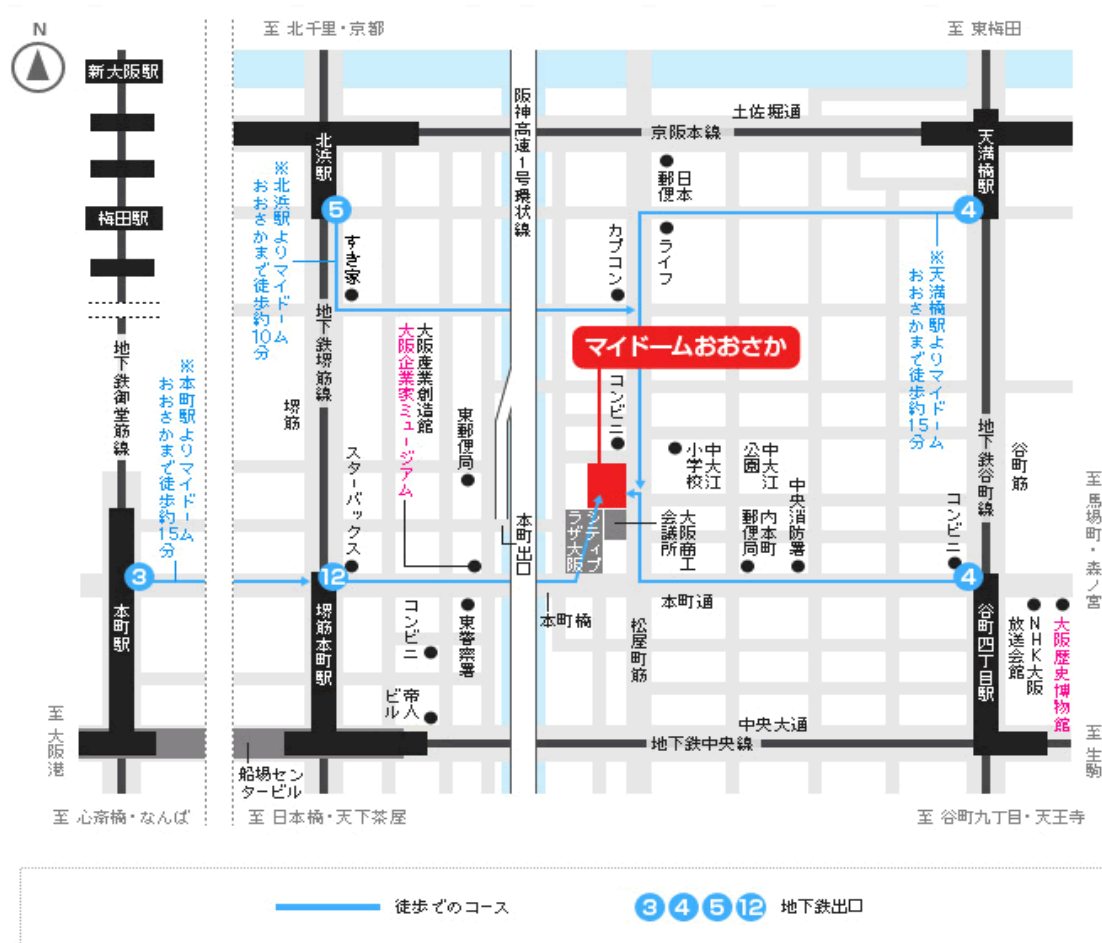 N
至 北千里・京都
至 東梅田
新大阪駅
梅田駅
地下鉄御堂筋線
本町駅
3
※本町駅よりマイドーム
おおさかまで徒歩約15分
北浜駅
5
※北浜駅よりマイドーム
おおさかまで徒歩約10分
すき家
地下鉄堺筋線
堺筋
大阪産業創造館
大阪企業家ミュージアム
東郵便局
スターバックス
12
堺筋本町駅
コンビニ
東警察署
帝人
ビル
船場セン
タービル
阪神高速1号環状線
本町出口
本町橋
土佐堀通
京阪本線
日本
郵便
ライフ
カプコン
マイドームおおさか
コンビニ
中大江
小学校
中大江
公園
シティプ
ラザ大阪
大阪商工
会議所
内本町
郵便局
中央消防署
本町通
松屋町筋
中央大通
地下鉄中央線
天満橋駅
4
※天満橋駅よりマイドーム
おおさかまで徒歩約15分
地下鉄谷町線
谷町筋
コンビニ
4
谷町四丁目駅
NHK大阪
放送会館
大阪歴史博物館
至 馬場町・森ノ宮
至 生駒
至 大阪港
至 心斎橋・なんば
至 日本橋・天下茶屋
至 谷町九丁目・天王寺
徒歩でのコース
3 4 5 12 地下鉄出口